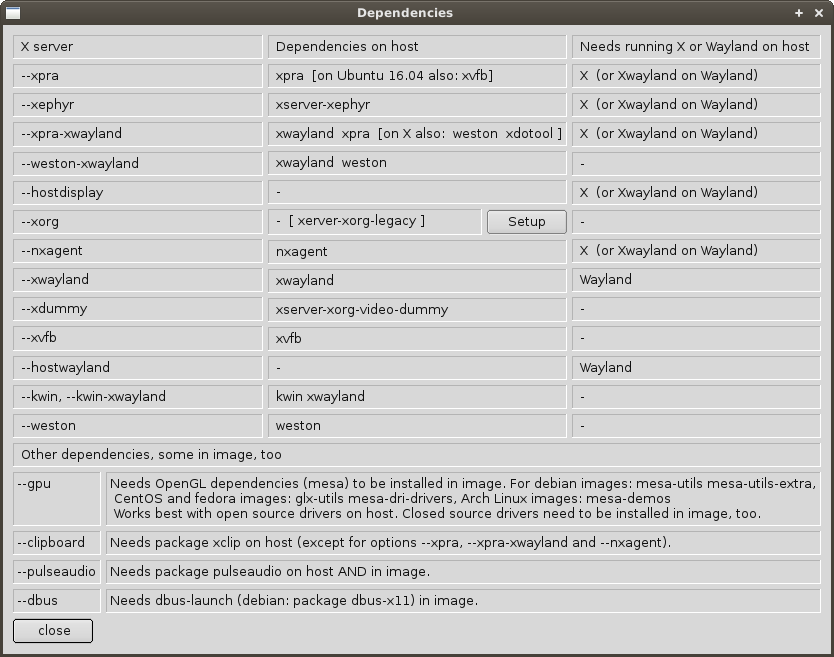 Dependencies
X server Dependencies on host Needs running X or Wayland on host
--xpra xpra [on Ubuntu 16.04 also: xvfb] X (or Xwayland on Wayland)
--xephyr xserver-xephyr X (or Xwayland on Wayland)
--xpra-xwayland xwayland xpra [on X also: weston xdotool ] X (or Xwayland on Wayland)
--weston-xwayland xwayland weston -
--hostdisplay - X (or Xwayland on Wayland)
--xorg - [ xerver-xorg-legacy ] Setup -
--nxagent nxagent X (or Xwayland on Wayland)
--xwayland xwayland Wayland
--xdummy xserver-xorg-video-dummy -
--xvfb xvfb -
--hostwayland - Wayland
--kwin, --kwin-xwayland kwin xwayland -
--weston weston -
Other dependencies, some in image, too
--gpu Needs OpenGL dependencies (mesa) to be installed in image. For debian images: mesa-utils mesa-utils-extra,
CentOS and fedora images: glx-utils mesa-dri-drivers, Arch Linux images: mesa-demos
Works best with open source drivers on host. Closed source drivers need to be installed in image, too.
--clipboard Needs package xclip on host (except for options --xpra, --xpra-xwayland and --nxagent).
--pulseaudio Needs package pulseaudio on host AND in image.
--dbus Needs dbus-launch (debian: package dbus-x11) in image.
close